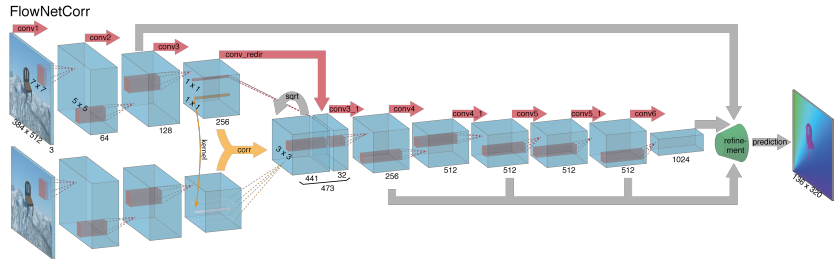 FlowNetCorr
conv1
conv2
conv3
conv_redir
sqrt
conv3_1
conv4
conv4_1
conv5
conv5_1
conv6
7 x 7
5 x 5
1 x 1
1 x 1
3 x 3
kernel
corr
384 x 512
3
64
128
256
441
32
473
256
512
512
512
512
1024
refine-
ment
prediction
136 x 320